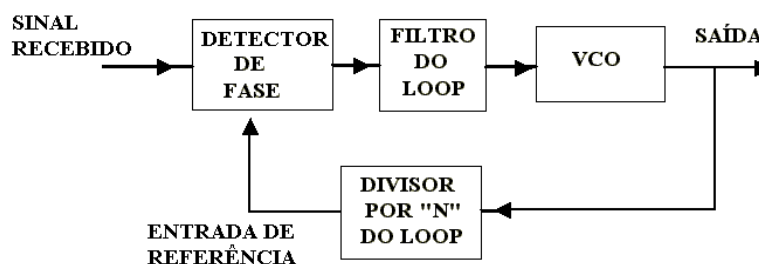 SINAL
RECEBIDO
DETECTOR
DE
FASE
FILTRO
DO
LOOP
VCO
SAÍDA
DIVISOR
POR "N"
DO LOOP
ENTRADA DE
REFERÊNCIA